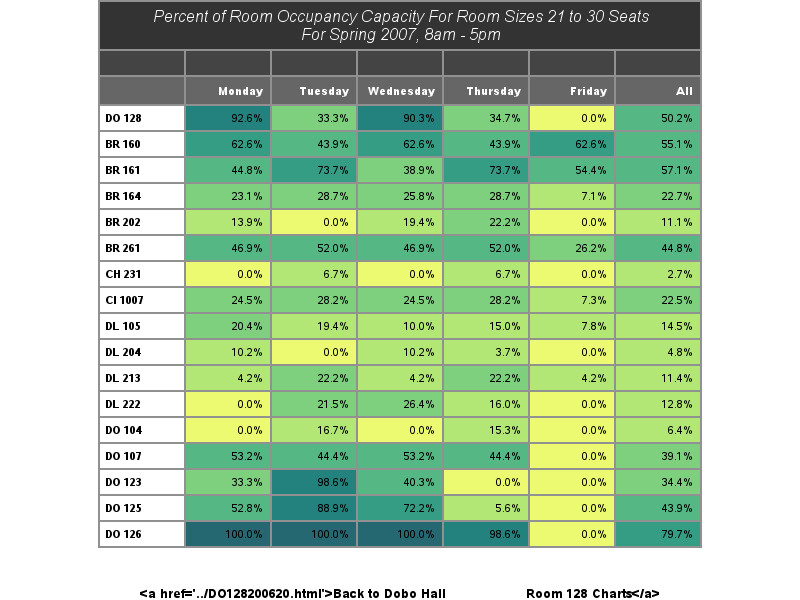 Percent of Room Occupancy Capacity For Room Sizes 21 to 30 Seats
For Spring 2007, 8am - 5pm
Monday Tuesday Wednesday Thursday Friday All
DO 128 92.6% 33.3% 90.3% 34.7% 0.0% 50.2%
BR 160 62.6% 43.9% 62.6% 43.9% 62.6% 55.1%
BR 161 44.8% 73.7% 38.9% 73.7% 54.4% 57.1%
BR 164 23.1% 28.7% 25.8% 28.7% 7.1% 22.7%
BR 202 13.9% 0.0% 19.4% 22.2% 0.0% 11.1%
BR 261 46.9% 52.0% 46.9% 52.0% 26.2% 44.8%
CH 231 0.0% 6.7% 0.0% 6.7% 0.0% 2.7%
CI 1007 24.5% 28.2% 24.5% 28.2% 7.3% 22.5%
DL 105 20.4% 19.4% 10.0% 15.0% 7.8% 14.5%
DL 204 10.2% 0.0% 10.2% 3.7% 0.0% 4.8%
DL 213 4.2% 22.2% 4.2% 22.2% 4.2% 11.4%
DL 222 0.0% 21.5% 26.4% 16.0% 0.0% 12.8%
DO 104 0.0% 16.7% 0.0% 15.3% 0.0% 6.4%
DO 107 53.2% 44.4% 53.2% 44.4% 0.0% 39.1%
DO 123 33.3% 98.6% 40.3% 0.0% 0.0% 34.4%
DO 125 52.8% 88.9% 72.2% 5.6% 0.0% 43.9%
DO 126 100.0% 100.0% 100.0% 98.6% 0.0% 79.7%
<a href='../DO128200620.html'>Back to Dobo Hall Room 128 Charts</a>